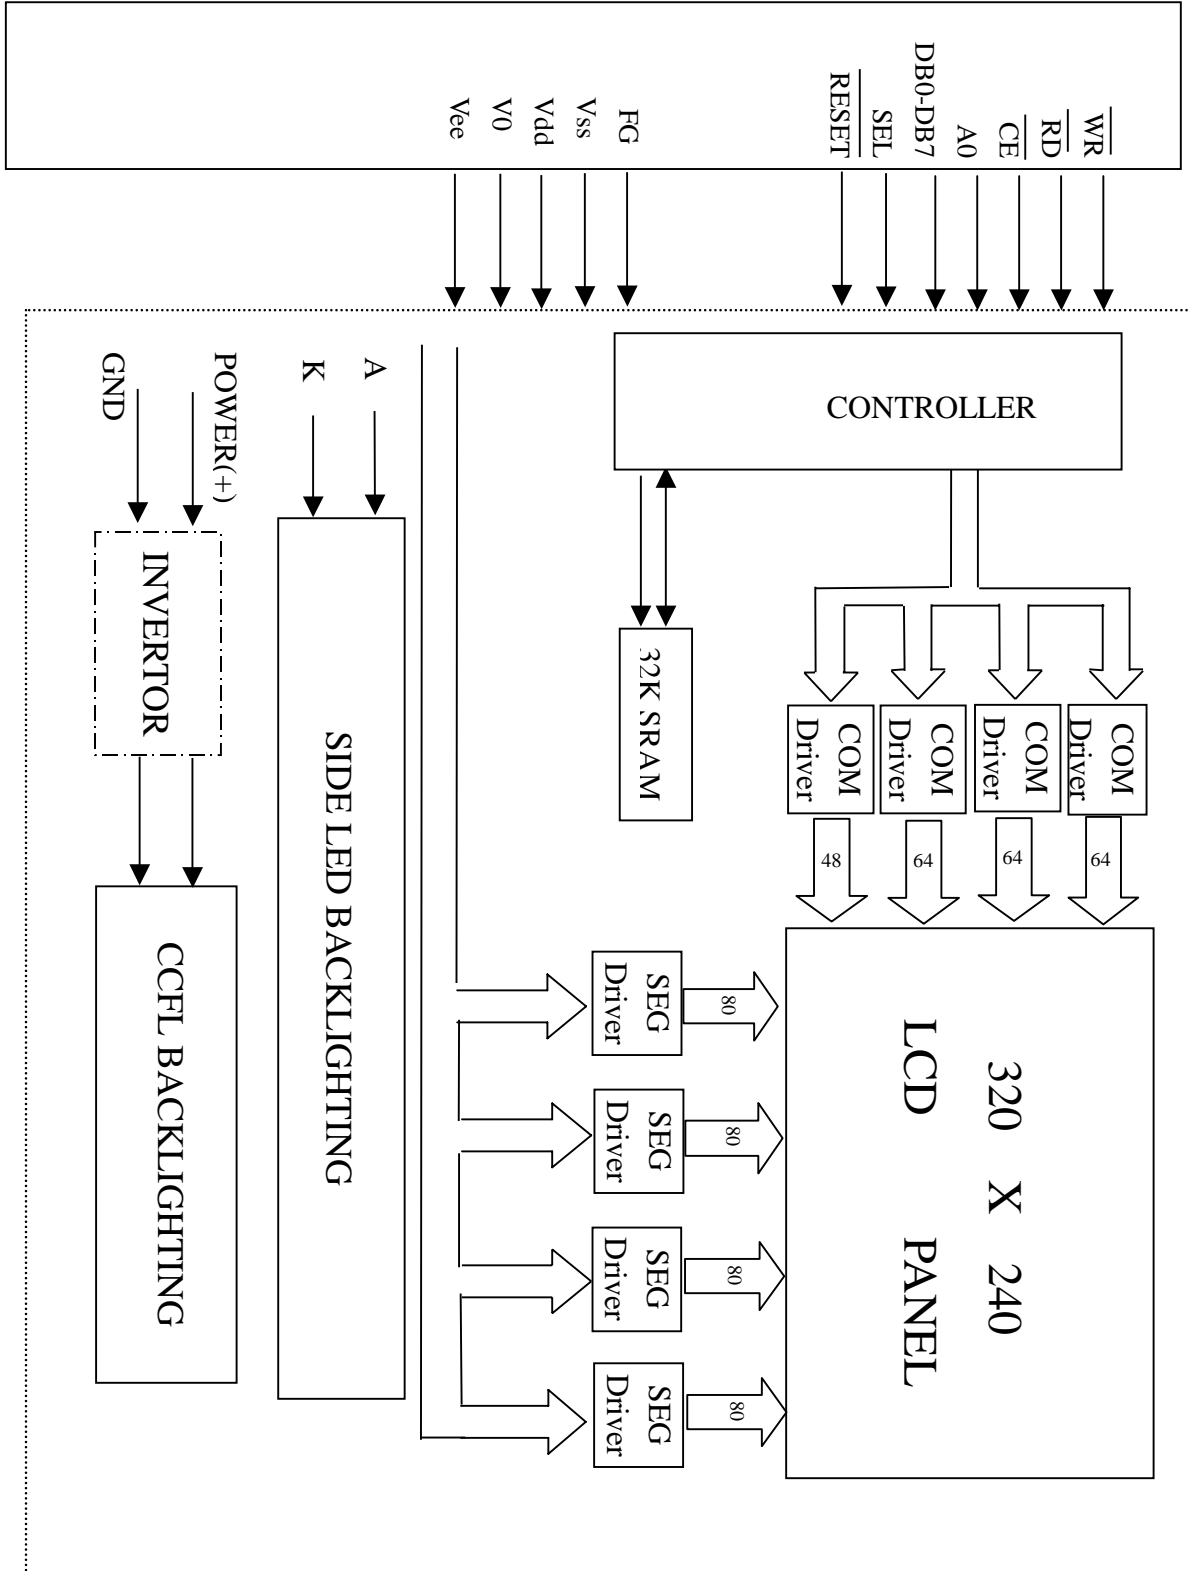 WR
RD
CE
A0
DB0-DB7
SEL
RESET
FG
Vss
Vdd
V0
Vee
CONTROLLER
32K SRAM
COM
Driver
COM
Driver
COM
Driver
COM
Driver
64
64
64
48
320 X 240
LCD PANEL
SEG
Driver
80
SEG
Driver
80
SEG
Driver
80
SEG
Driver
80
A
K
SIDE LED BACKLIGHTING
POWER(+)
GND
INVERTOR
CCFL BACKLIGHTING